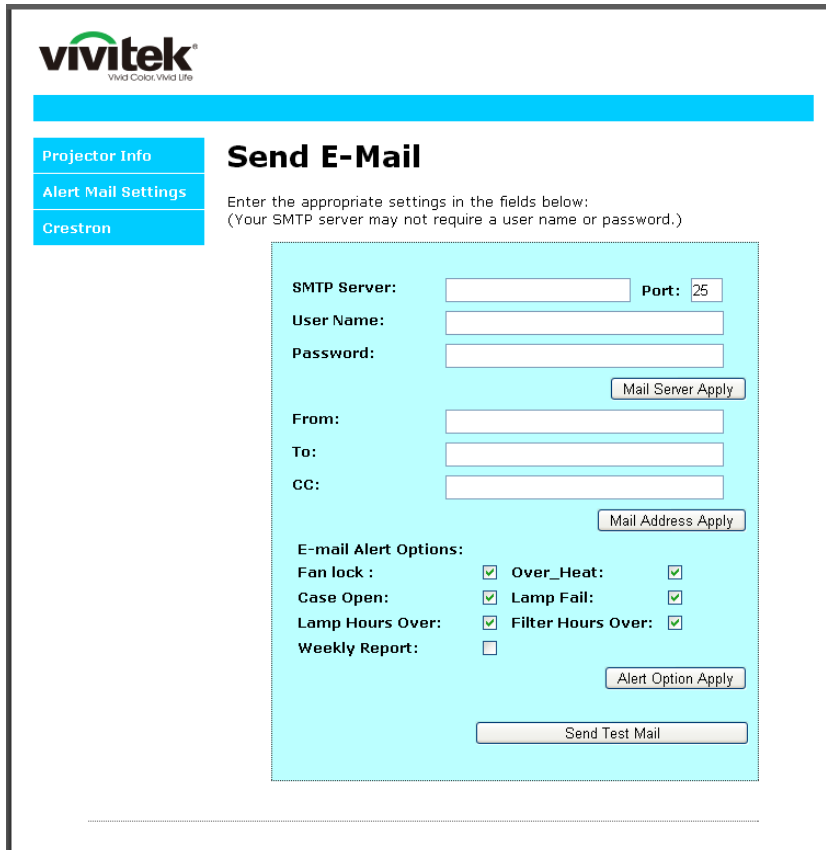 vivitek®
Vivid Color, Vivid Life
Projector Info
Alert Mail Settings
Crestron
Send E-Mail
Enter the appropriate settings in the fields below:
(Your SMTP server may not require a user name or password.)
SMTP Server: Port: 25
User Name:
Password:
Mail Server Apply
From:
To:
CC:
Mail Address Apply
E-mail Alert Options:
Fan lock : Over_Heat:
Case Open: Lamp Fail:
Lamp Hours Over: Filter Hours Over:
Weekly Report:
Alert Option Apply
Send Test Mail